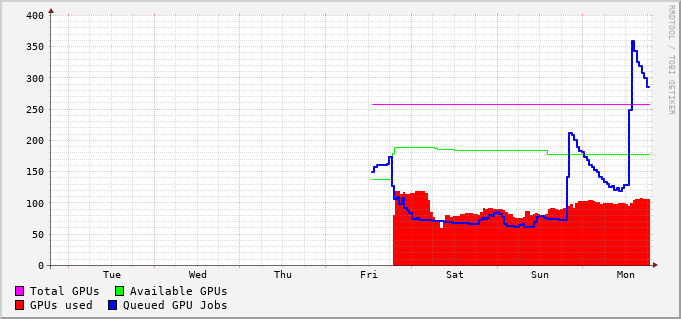 400
350
300
250
200
150
100
50
0
Tue Wed Thu Fri Sat Sun Mon
Total GPUs Available GPUs
GPUs used Queued GPU Jobs
RRDTOOL / TOBI OETIKER